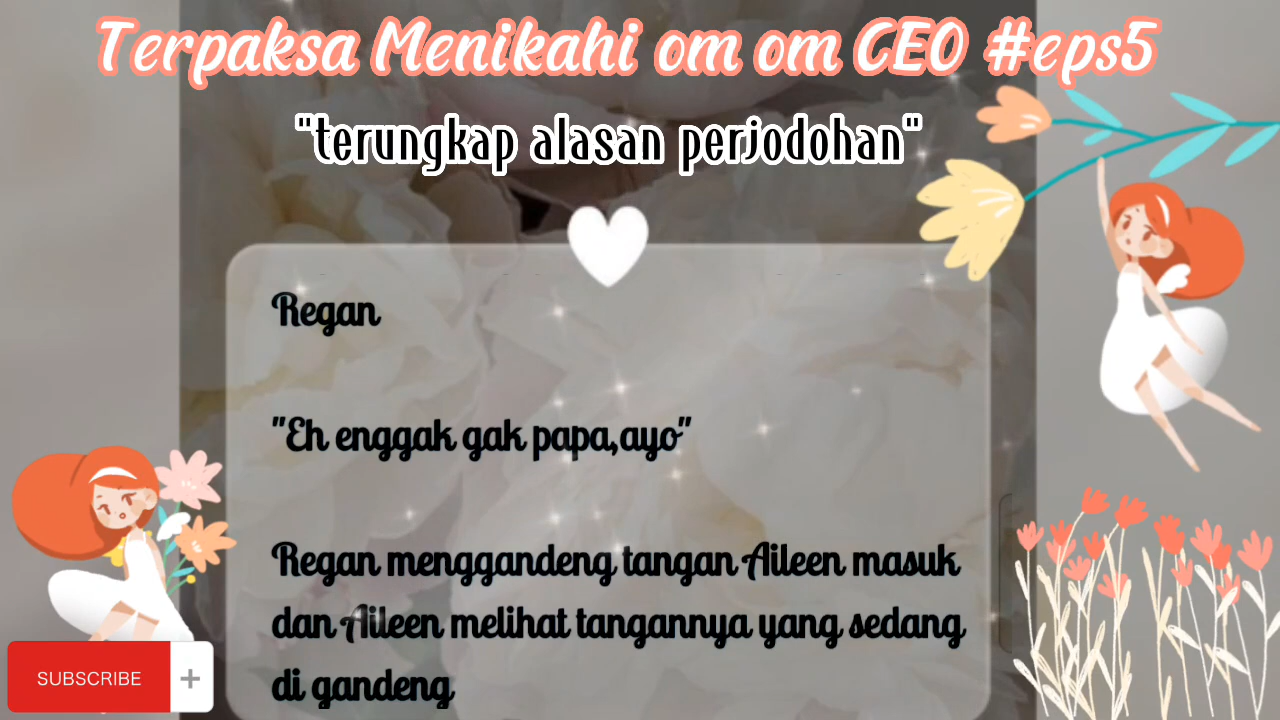 Terpaksa Menikahi om om CEO #eps5
"terungkap alasan perjodohan"
Regan
"Eh enggak gak papa,ayo"
Regan menggandeng tangan Aileen masuk
dan Aileen melihat tangannya yang sedang
di gandeng
SUBSCRIBE +